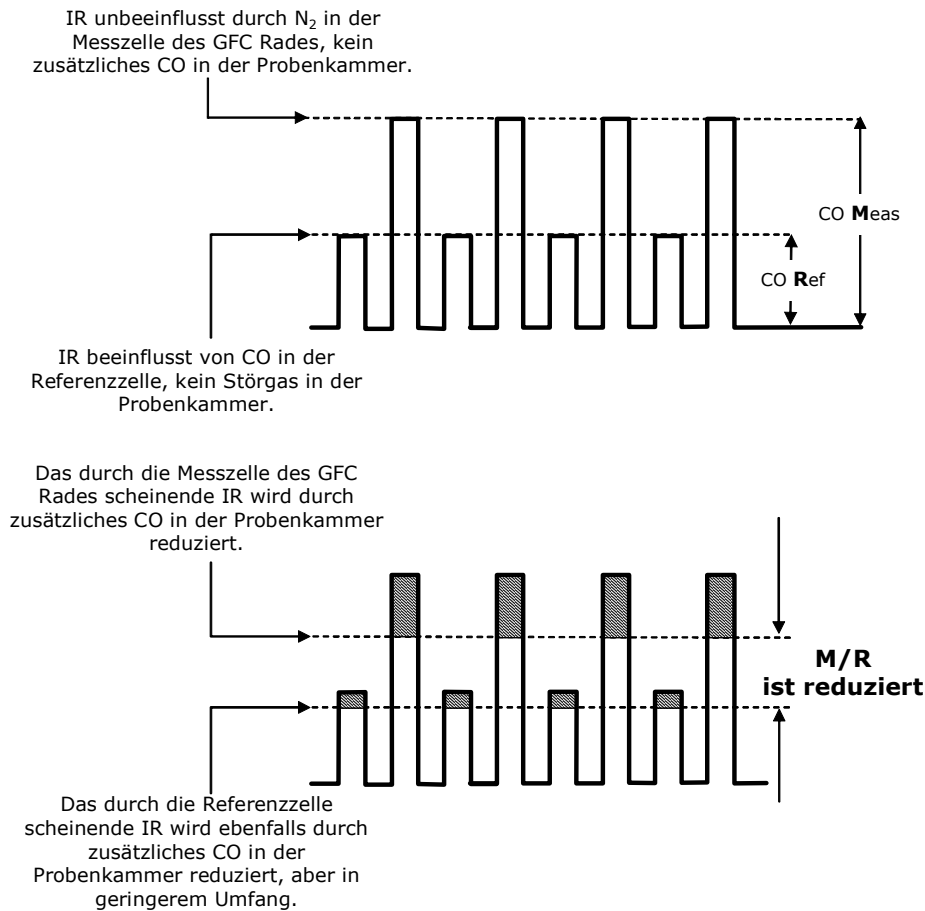 IR unbeeinflusst durch N₂ in der
Messzelle des GFC Rades, kein
zusätzliches CO in der Probenkammer.
CO Meas
CO Ref
IR beeinflusst von CO in der
Referenzzelle, kein Störgas in der
Probenkammer.
Das durch die Messzelle des GFC
Rades scheinende IR wird durch
zusätzliches CO in der Probenkammer
reduziert.
M/R
ist reduziert
Das durch die Referenzzelle
scheinende IR wird ebenfalls durch
zusätzliches CO in der
Probenkammer reduziert, aber in
geringerem Umfang.